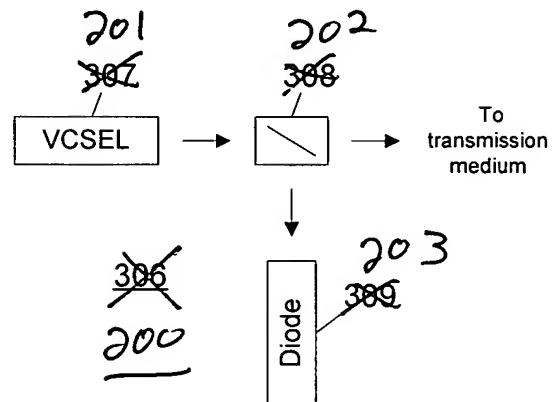 201 202
307 308
VCSEL
To
transmission
medium
203
306 309
200
Diode